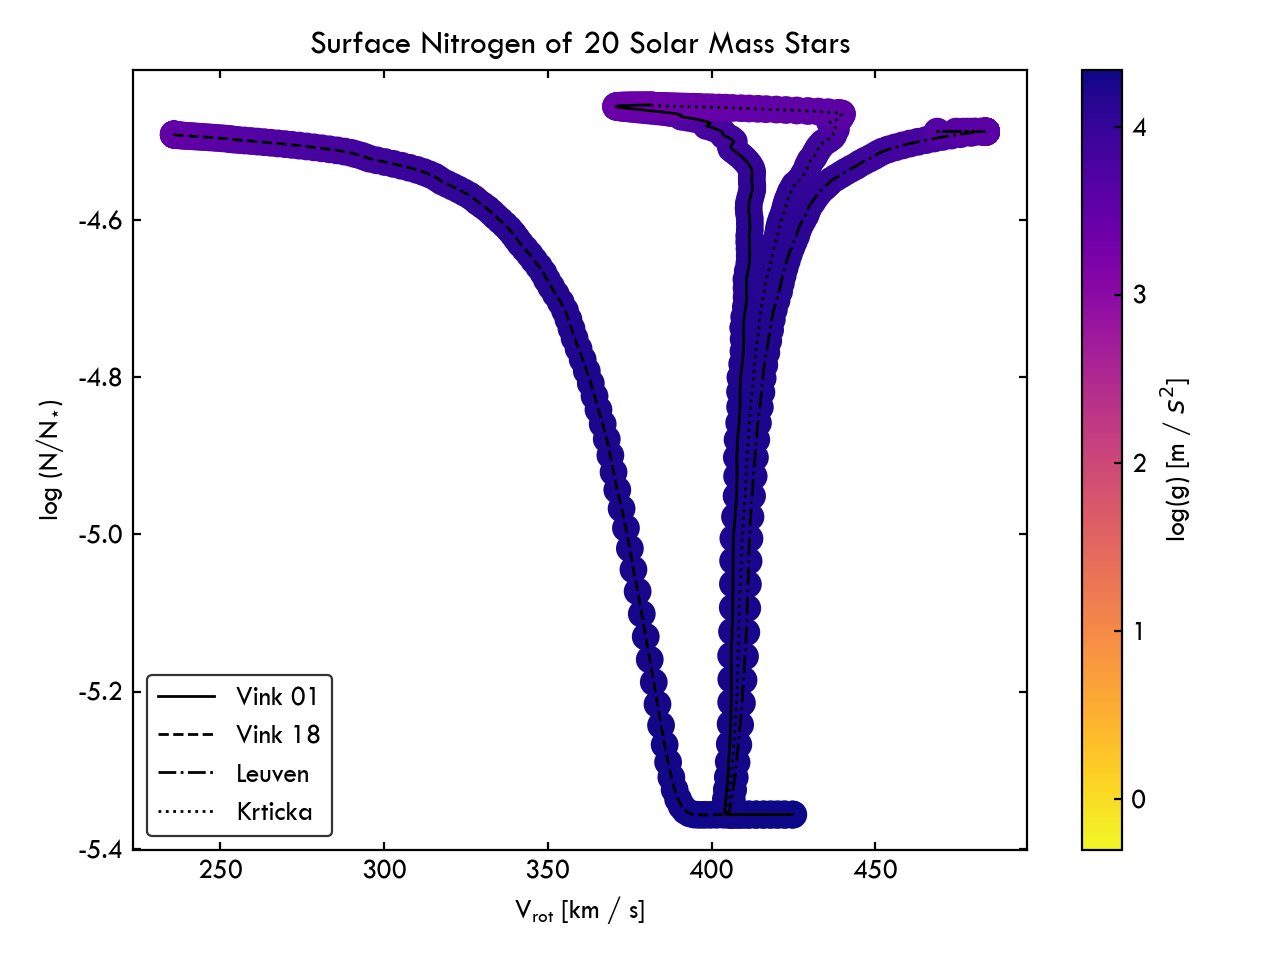 Surface Nitrogen of 20 Solar Mass Stars
log (N/N⋆)
-4.6
-4.8
-5.0
-5.2
-5.4
250
300
350
400
450
V_rot [km / s]
Vink 01
Vink 18
Leuven
Krticka
4
3
2
1
0
log(g) [m / s²]